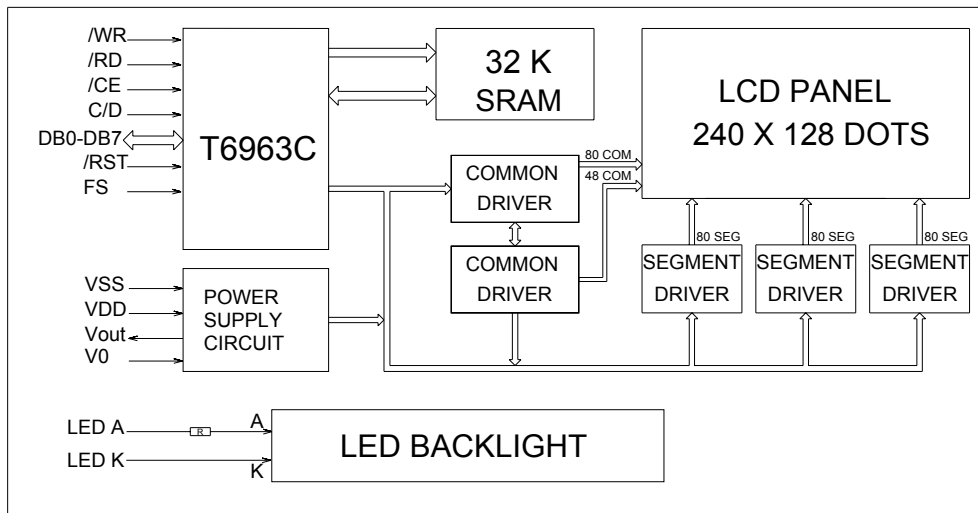 /WR
/RD
/CE
C/D
DB0-DB7
/RST
FS
T6963C
32 K
SRAM
LCD PANEL
240 X 128 DOTS
80 COM
48 COM
COMMON
DRIVER
COMMON
DRIVER
80 SEG
80 SEG
80 SEG
SEGMENT
DRIVER
SEGMENT
DRIVER
SEGMENT
DRIVER
VSS
VDD
Vout
V0
POWER
SUPPLY
CIRCUIT
LED A
R
A
LED K
K
LED BACKLIGHT